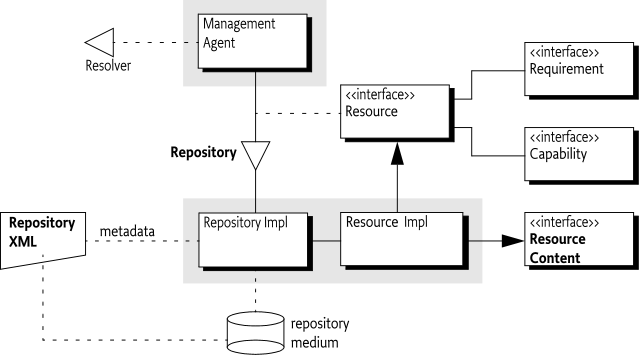 Management
Agent
Resolver
<<interface>>
Resource
<<interface>>
Requirement
<<interface>>
Capability
Repository
Repository
XML
metadata
Repository Impl
Resource Impl
<<interface>>
Resource
Content
repository
medium